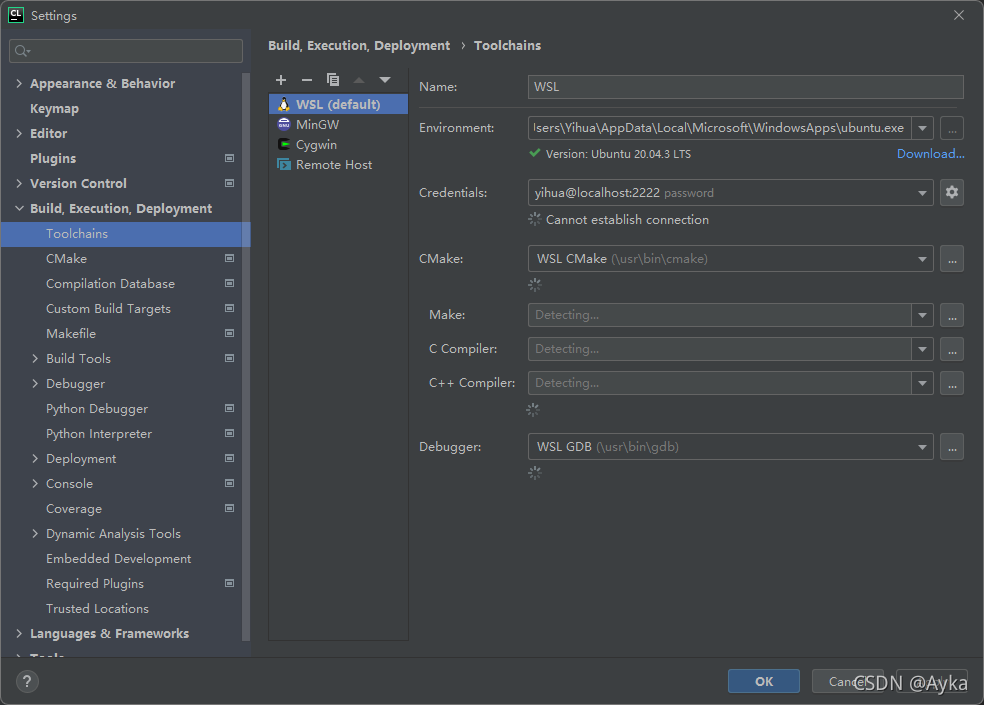 CL Settings
Build, Execution, Deployment › Toolchains
Appearance & Behavior
Keymap
Editor
Plugins
Version Control
Build, Execution, Deployment
Toolchains
CMake
Compilation Database
Custom Build Targets
Makefile
Build Tools
Debugger
Python Debugger
Python Interpreter
Deployment
Console
Coverage
Dynamic Analysis Tools
Embedded Development
Required Plugins
Trusted Locations
Languages & Frameworks
Tools
WSL (default)
MinGW
Cygwin
Remote Host
Name: WSL
Environment: sers\Yihua\AppData\Local\Microsoft\WindowsApps\ubuntu.exe ...
Version: Ubuntu 20.04.3 LTS Download...
Credentials: yihua@localhost:2222 password
Cannot establish connection
CMake: WSL CMake (\usr\bin\cmake) ...
Make: Detecting... ...
C Compiler: Detecting... ...
C++ Compiler: Detecting... ...
Debugger: WSL GDB (\usr\bin\gdb) ...
? OK Cancel
CSDN @Ayka